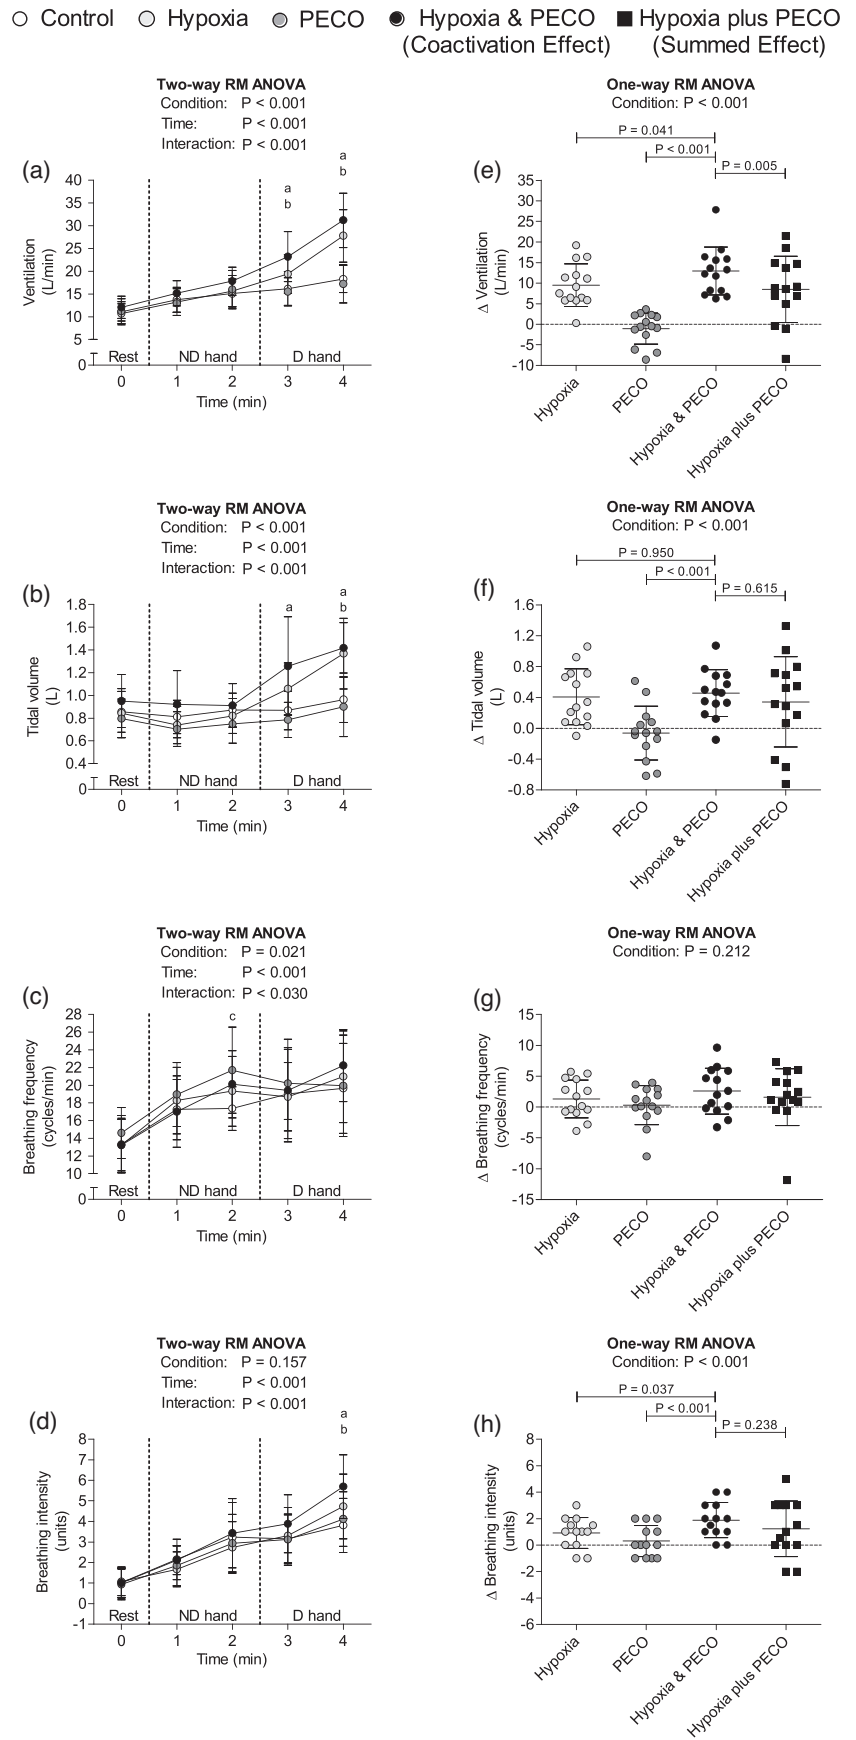 Control Hypoxia PECO Hypoxia & PECO Hypoxia plus PECO
(Coactivation Effect) (Summed Effect)
Two-way RM ANOVA
Condition: P < 0.001
Time: P < 0.001
Interaction: P < 0.001
(a)
a
b
a
b
40
35
30
25
20
15
10
5
0
Ventilation
(L/min)
Rest ND hand D hand
0 1 2 3 4
Time (min)
One-way RM ANOVA
Condition: P < 0.001
P = 0.041
P < 0.001
P = 0.005
(e)
35
30
25
20
15
10
5
0
-5
-10
Δ Ventilation
(L/min)
Hypoxia
PECO
Hypoxia & PECO
Hypoxia plus PECO
Two-way RM ANOVA
Condition: P < 0.001
Time: P < 0.001
Interaction: P < 0.001
(b)
a
a
b
1.8
1.6
1.4
1.2
1.0
0.8
0.6
0.4
0
Tidal volume
(L)
Rest ND hand D hand
0 1 2 3 4
Time (min)
One-way RM ANOVA
Condition: P < 0.001
P = 0.950
P < 0.001
P = 0.615
(f)
1.6
1.2
0.8
0.4
0.0
-0.4
-0.8
Δ Tidal volume
(L)
Hypoxia
PECO
Hypoxia & PECO
Hypoxia plus PECO
Two-way RM ANOVA
Condition: P = 0.021
Time: P < 0.001
Interaction: P < 0.030
(c)
c
28
26
24
22
20
18
16
14
12
10
0
Breathing frequency
(cycles/min)
Rest ND hand D hand
0 1 2 3 4
Time (min)
One-way RM ANOVA
Condition: P = 0.212
(g)
15
10
5
0
-5
-10
-15
Δ Breathing frequency
(cycles/min)
Hypoxia
PECO
Hypoxia & PECO
Hypoxia plus PECO
Two-way RM ANOVA
Condition: P = 0.157
Time: P < 0.001
Interaction: P < 0.001
(d)
a
b
8
7
6
5
4
3
2
1
0
-1
Breathing intensity
(units)
Rest ND hand D hand
0 1 2 3 4
Time (min)
One-way RM ANOVA
Condition: P < 0.001
P = 0.037
P < 0.001
P = 0.238
(h)
8
6
4
2
0
-2
-4
-6
Δ Breathing intensity
(units)
Hypoxia
PECO
Hypoxia & PECO
Hypoxia plus PECO